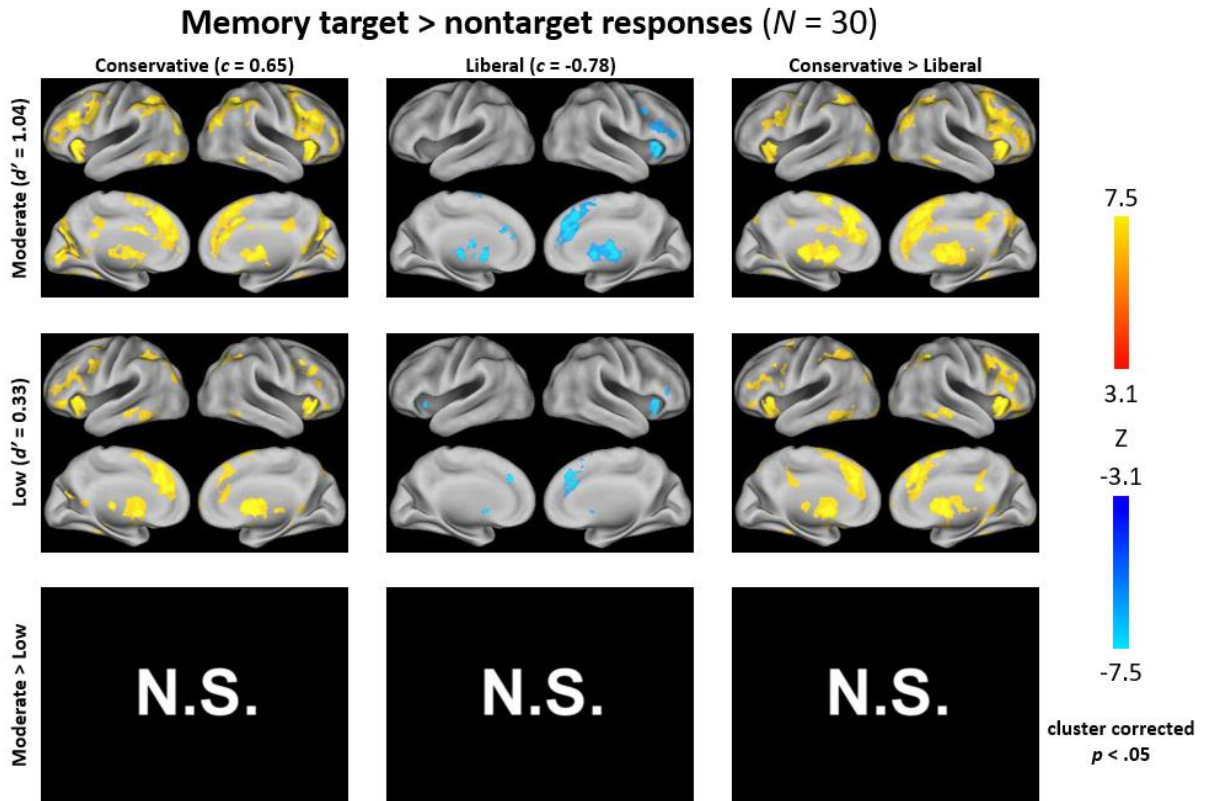 Memory target > nontarget responses (N = 30)
Conservative (c = 0.65)
Liberal (c = -0.78)
Conservative > Liberal
Moderate (d' = 1.04)
Low (d' = 0.33)
Moderate > Low
N.S.
N.S.
N.S.
7.5
3.1
Z
-3.1
-7.5
cluster corrected
p < .05